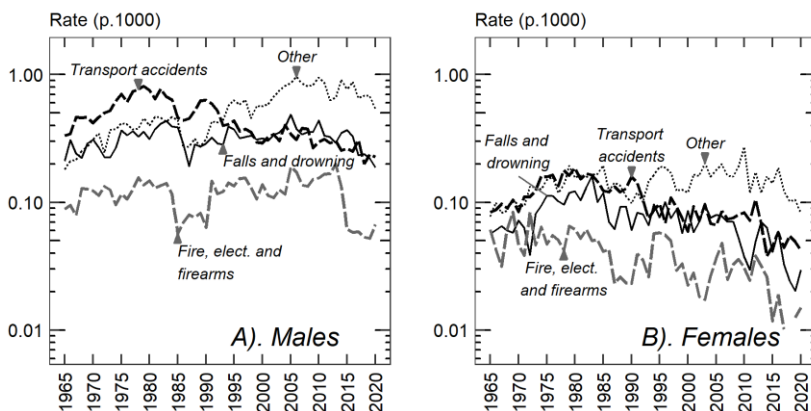 Rate (p.1000)
1.00
0.10
0.01
Transport accidents
Other
Falls and drowning
Fire, elect. and
firearms
A). Males
1965
1970
1975
1980
1985
1990
1995
2000
2005
2010
2015
2020
Rate (p.1000)
1.00
0.10
0.01
Falls and
drowning
Transport
accidents
Other
Fire, elect.
and firearms
B). Females
1965
1970
1975
1980
1985
1990
1995
2000
2005
2010
2015
2020